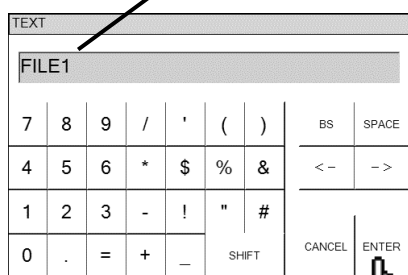 TEXT
FILE1
7 8 9 / ' ( ) BS SPACE
4 5 6 * $ % & <- ->
1 2 3 - ! " #
0 . = + _ SHIFT CANCEL ENTER